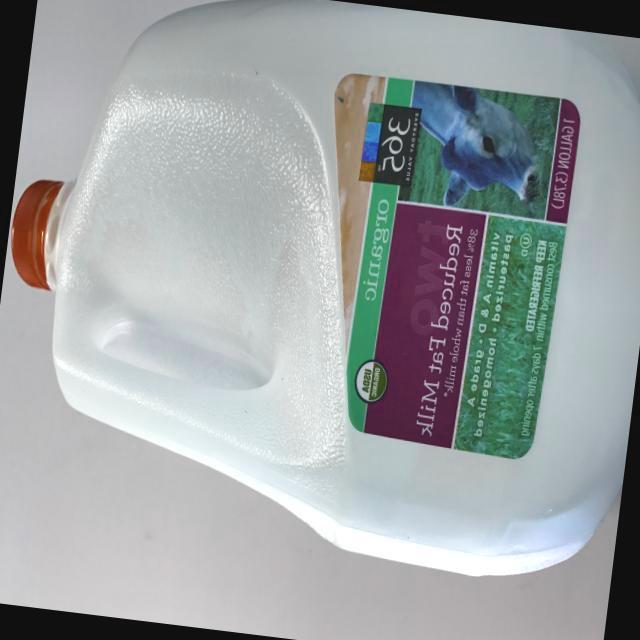 365
EVERYDAY VALUE
organic
two
Reduced Fat Milk
38% less fat than whole milk*
vitamin A & D • grade A
pasteurized • homogenized
U D
KEEP REFRIGERATED
Best consumed within 7 days after opening
1 GALLON (3.78L)
USDA
ORGANIC